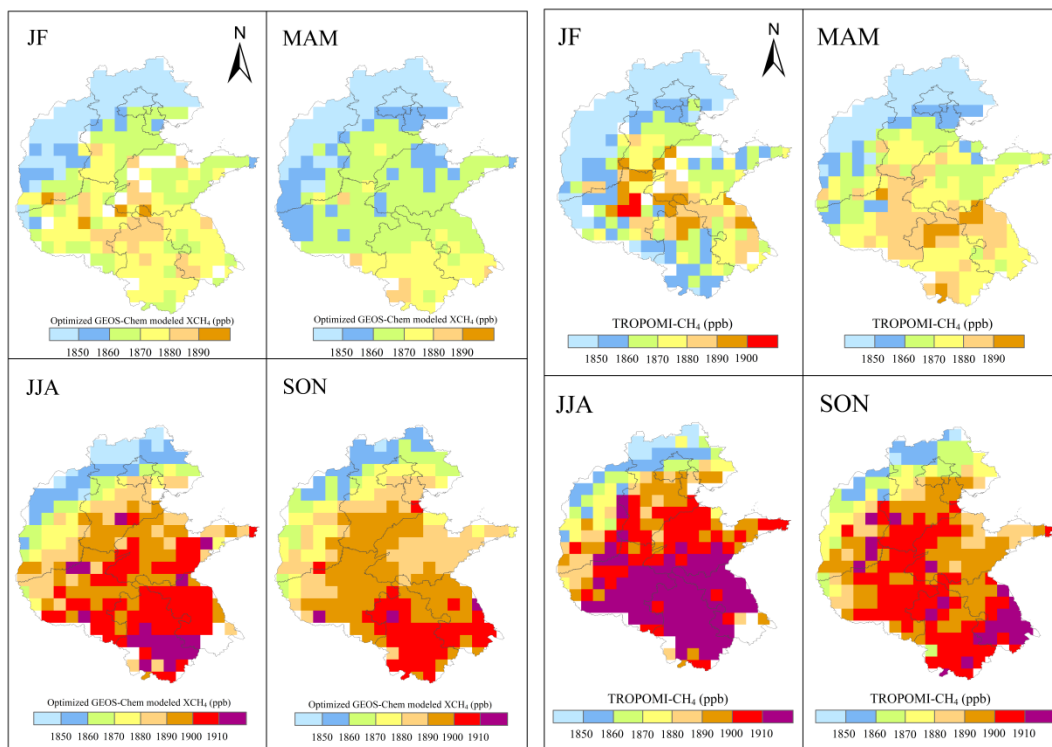 JF
N
MAM
Optimized GEOS-Chem modeled XCH₄ (ppb)
1850 1860 1870 1880 1890
Optimized GEOS-Chem modeled XCH₄ (ppb)
1850 1860 1870 1880 1890
JJA
SON
Optimized GEOS-Chem modeled XCH₄ (ppb)
1850 1860 1870 1880 1890 1900 1910
Optimized GEOS-Chem modeled XCH₄ (ppb)
1850 1860 1870 1880 1890 1900 1910
JF
N
MAM
TROPOMI-CH₄ (ppb)
1850 1860 1870 1880 1890 1900
TROPOMI-CH₄ (ppb)
1850 1860 1870 1880 1890
JJA
SON
TROPOMI-CH₄ (ppb)
1850 1860 1870 1880 1890 1900 1910
TROPOMI-CH₄ (ppb)
1850 1860 1870 1880 1890 1900 1910